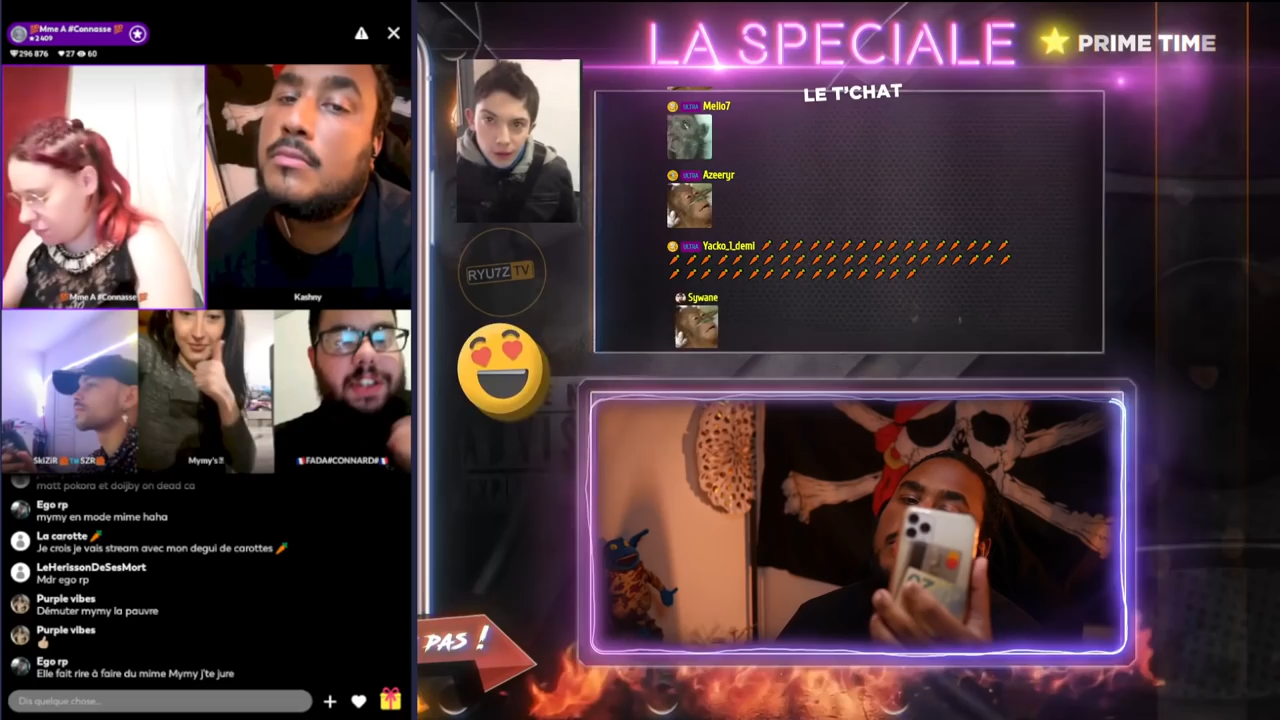 💯Mme A #Connasse 💯
★2 409
296 876 ♥27 60
💯Mme A #Connasse 💯
Kashny
SkiZiR 🎃™️SZR🎃
Mymy's‼
🇫🇷FADA#CONNARD#🇫🇷
matt pokora et doijby on dead ca
Ego rp
mymy en mode mime haha
La carotte 🥕
Je crois je vais stream avec mon degui de carottes 🥕
LeHerissonDeSesMort
Mdr ego rp
Purple vibes
Démuter mymy la pauvre
Purple vibes
Ego rp
Elle fait rire à faire du mime Mymy j'te jure
Dis quelque chose...
LA SPECIALE
PRIME TIME
LE T'CHAT
ULTRA Mello7
ULTRA Azeeryr
ULTRA Yacko_1_demi
Sywane
RYU7Z TV
PAS !